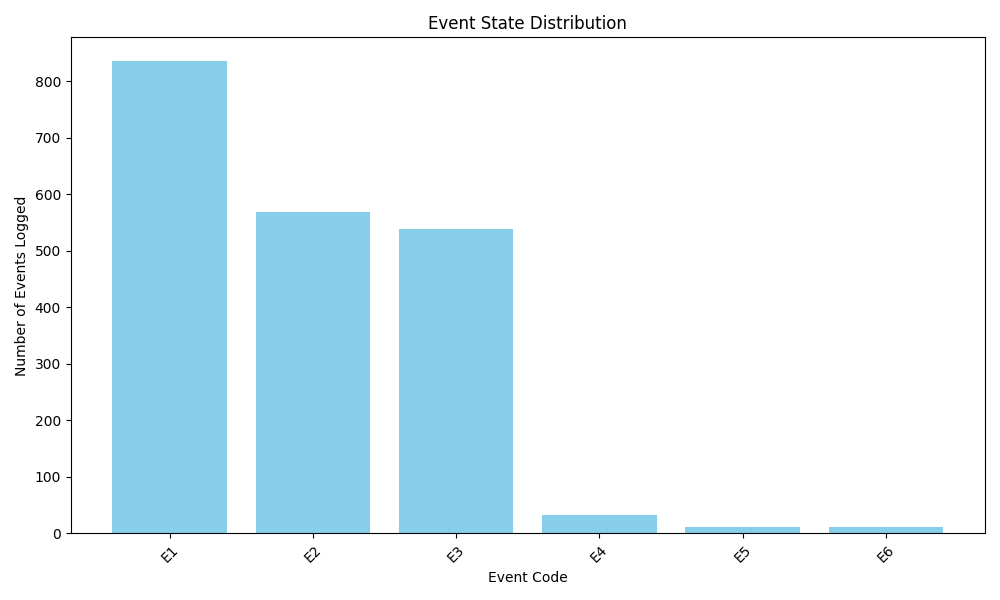 Event State Distribution
Number of Events Logged
800
700
600
500
400
300
200
100
0
E1
E2
E3
E4
E5
E6
Event Code